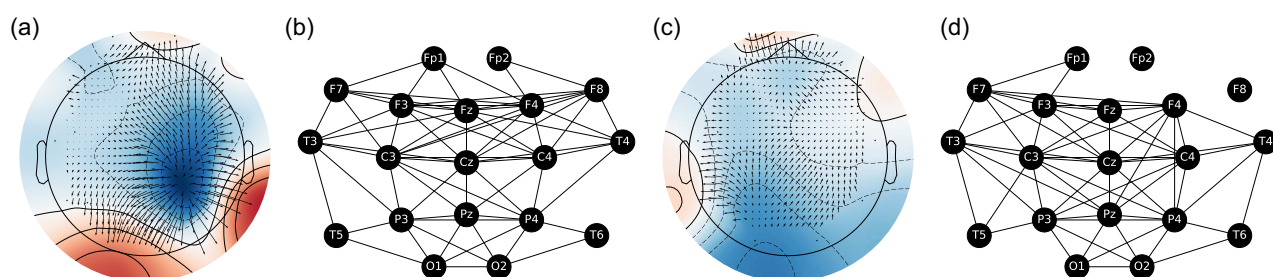 (a) (b) (c) (d)
Fp1 Fp2 Fp1 Fp2
F7 F8 F7 F8
F3 Fz F4 F3 Fz F4
T3 T4 T3 T4
C3 Cz C4 C3 Cz C4
P3 Pz P4 P3 Pz P4
T5 T6 T5 T6
O1 O2 O1 O2